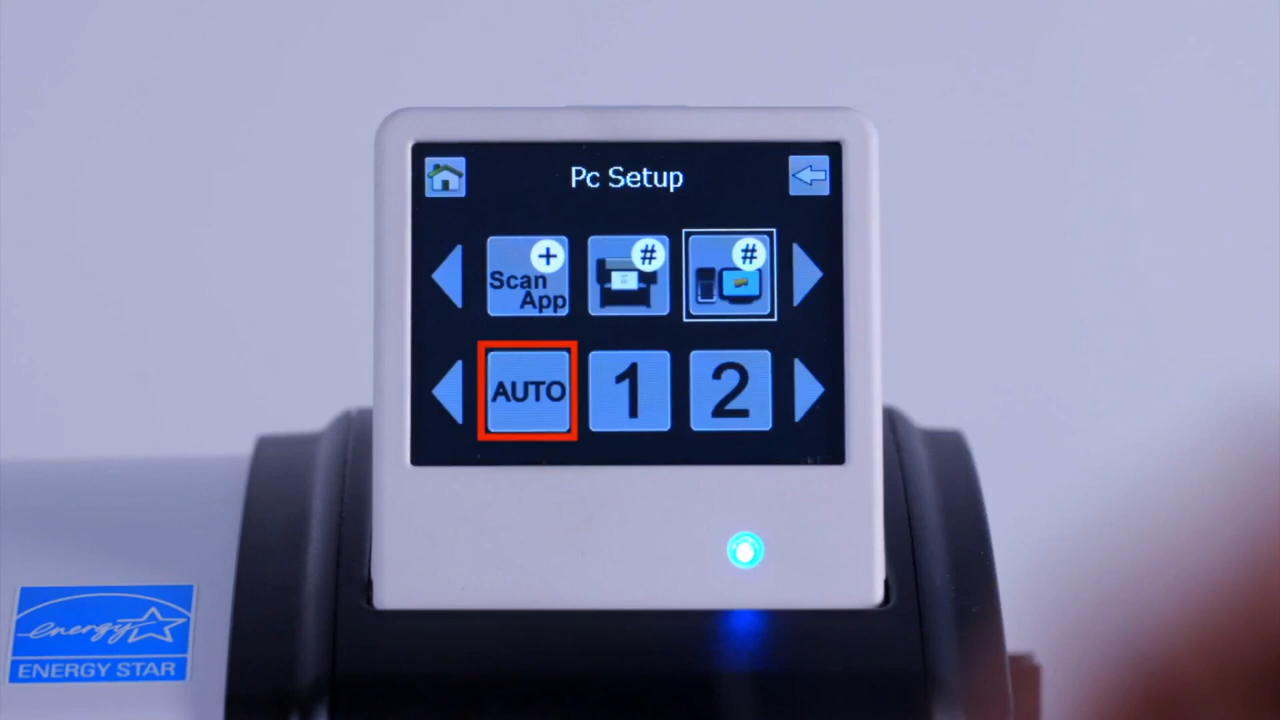 Pc Setup
+
Scan
App
#
#
AUTO
1
2
energy
ENERGY STAR